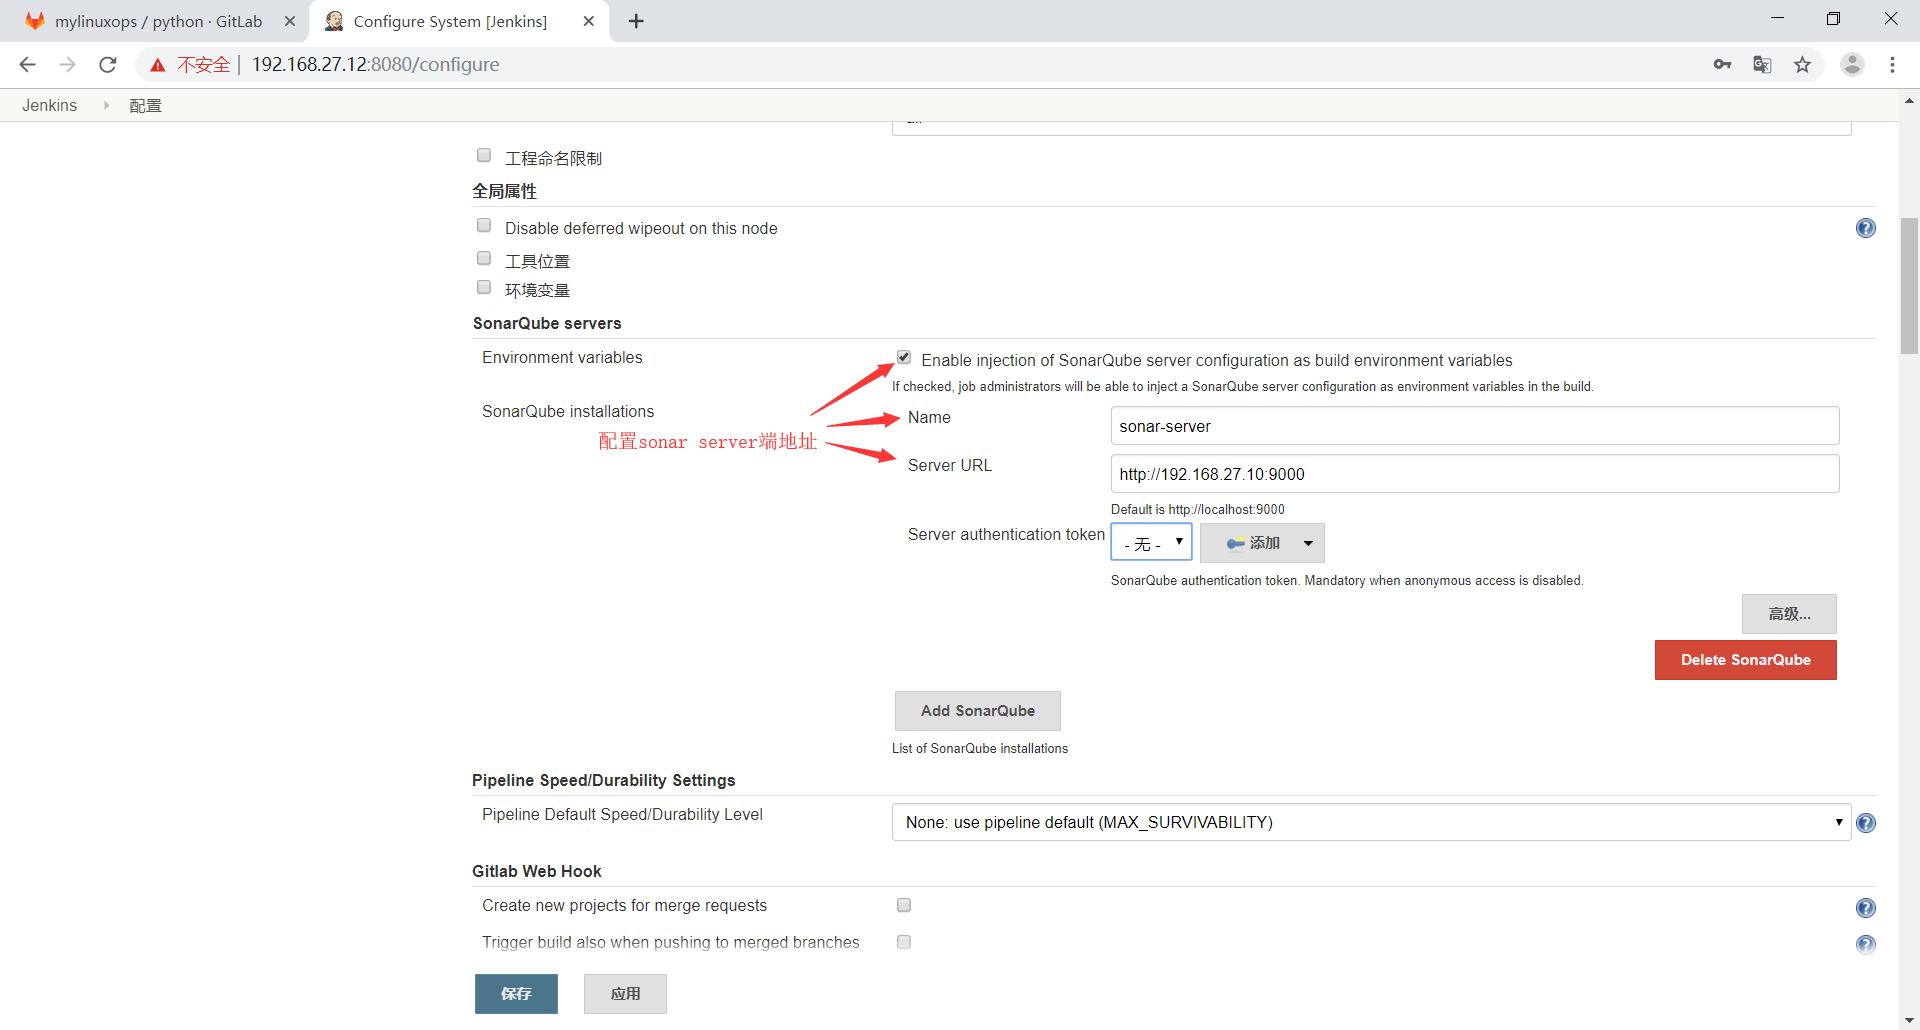 mylinuxops / python · GitLab
Configure System [Jenkins]
不安全 | 192.168.27.12:8080/configure
Jenkins 配置
工程命名限制
全局属性
Disable deferred wipeout on this node
工具位置
环境变量
SonarQube servers
Environment variables
Enable injection of SonarQube server configuration as build environment variables
If checked, job administrators will be able to inject a SonarQube server configuration as environment variables in the build.
SonarQube installations
配置sonar server端地址
Name
sonar-server
Server URL
http://192.168.27.10:9000
Default is http://localhost:9000
Server authentication token
- 无 -
添加
SonarQube authentication token. Mandatory when anonymous access is disabled.
高级...
Delete SonarQube
Add SonarQube
List of SonarQube installations
Pipeline Speed/Durability Settings
Pipeline Default Speed/Durability Level
None: use pipeline default (MAX_SURVIVABILITY)
Gitlab Web Hook
Create new projects for merge requests
Trigger build also when pushing to merged branches
保存
应用